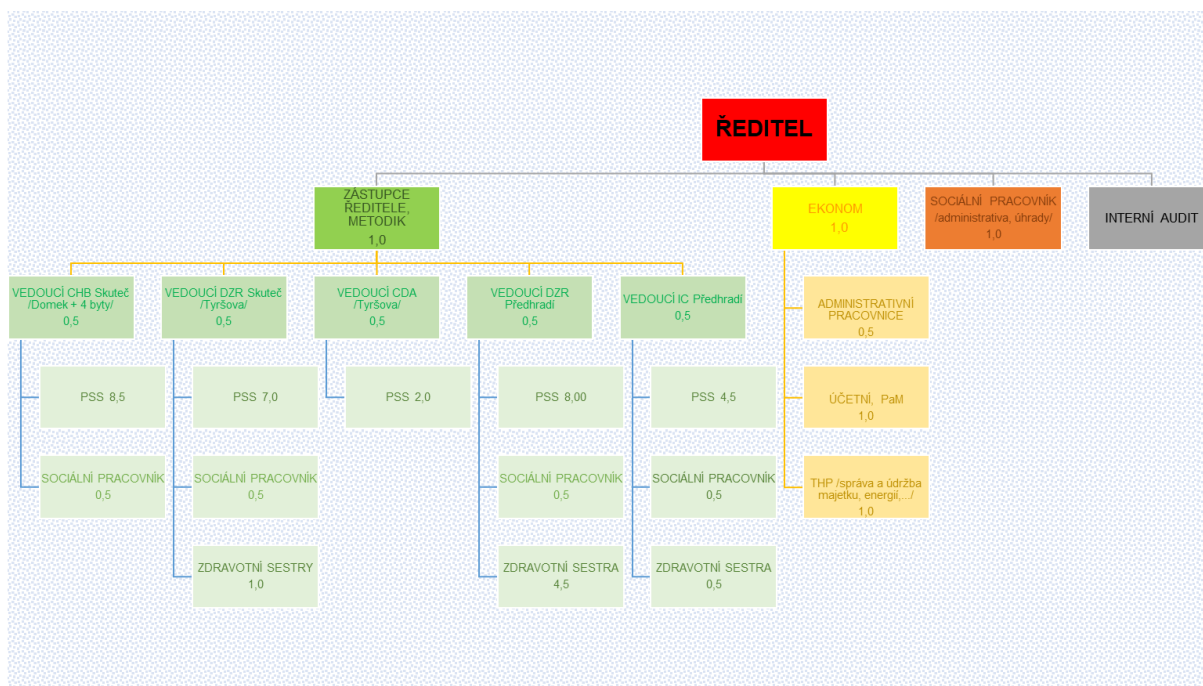 ŘEDITEL
ZÁSTUPCE
ŘEDITELE,
METODIK
1,0
EKONOM
1,0
SOCIÁLNÍ PRACOVNÍK
/administrativa, úhrady/
1,0
INTERNÍ AUDIT
VEDOUCÍ CHB Skuteč
/Domek + 4 byty/
0,5
VEDOUCÍ DZR Skuteč
/Tyršova/
0,5
VEDOUCÍ CDA
/Tyršova/
0,5
VEDOUCÍ DZR
Předhradí
0,5
VEDOUCÍ IC Předhradí
0,5
ADMINISTRATIVNÍ
PRACOVNICE
0,5
PSS 8,5
PSS 7,0
PSS 2,0
PSS 8,00
PSS 4,5
ÚČETNÍ, PaM
1,0
SOCIÁLNÍ PRACOVNÍK
0,5
SOCIÁLNÍ PRACOVNÍK
0,5
SOCIÁLNÍ PRACOVNÍK
0,5
SOCIÁLNÍ PRACOVNÍK
0,5
THP /správa a údržba
majetku, energií,.../
1,0
ZDRAVOTNÍ SESTRY
1,0
ZDRAVOTNÍ SESTRA
4,5
ZDRAVOTNÍ SESTRA
0,5